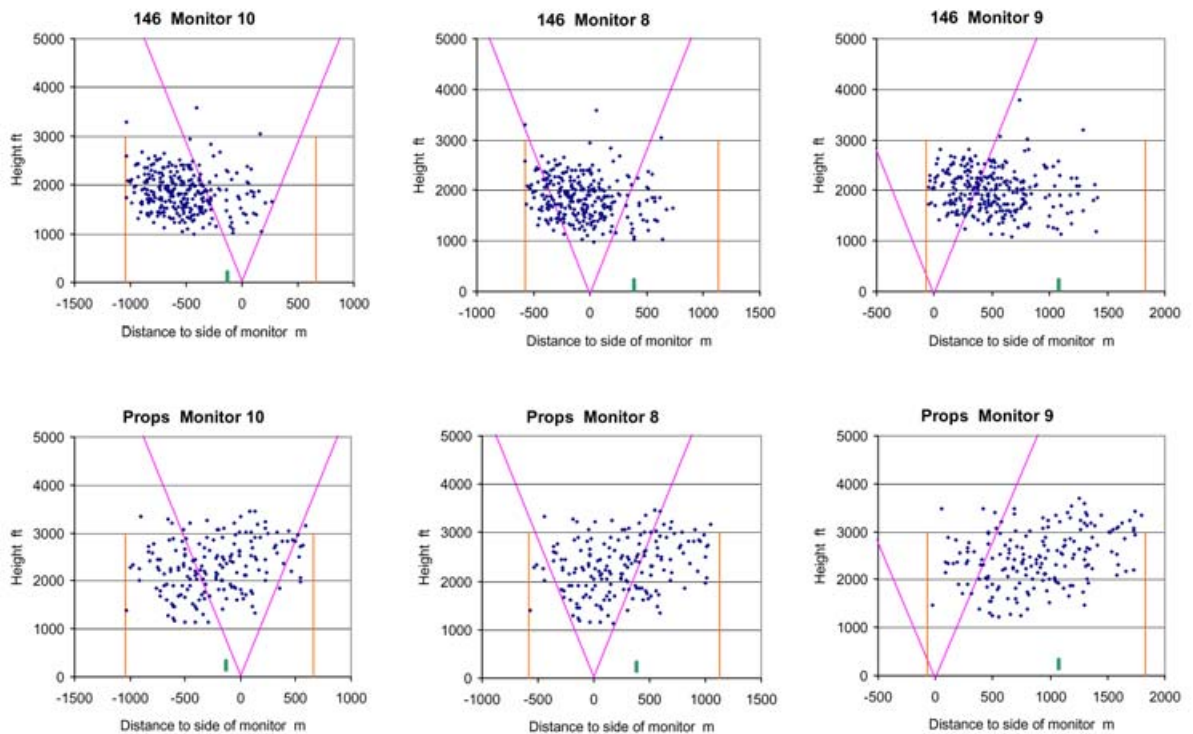 146 Monitor 10
5000
4000
3000
2000
1000
0
Height ft
-1500 -1000 -500 0 500 1000
Distance to side of monitor m
146 Monitor 8
5000
4000
3000
2000
1000
0
Height ft
-1000 -500 0 500 1000 1500
Distance to side of monitor m
146 Monitor 9
5000
4000
3000
2000
1000
0
Height ft
-500 0 500 1000 1500 2000
Distance to side of monitor m
Props Monitor 10
5000
4000
3000
2000
1000
0
Height ft
-1500 -1000 -500 0 500 1000
Distance to side of monitor m
Props Monitor 8
5000
4000
3000
2000
1000
0
Height ft
-1000 -500 0 500 1000 1500
Distance to side of monitor m
Props Monitor 9
5000
4000
3000
2000
1000
0
Height ft
-500 0 500 1000 1500 2000
Distance to side of monitor m